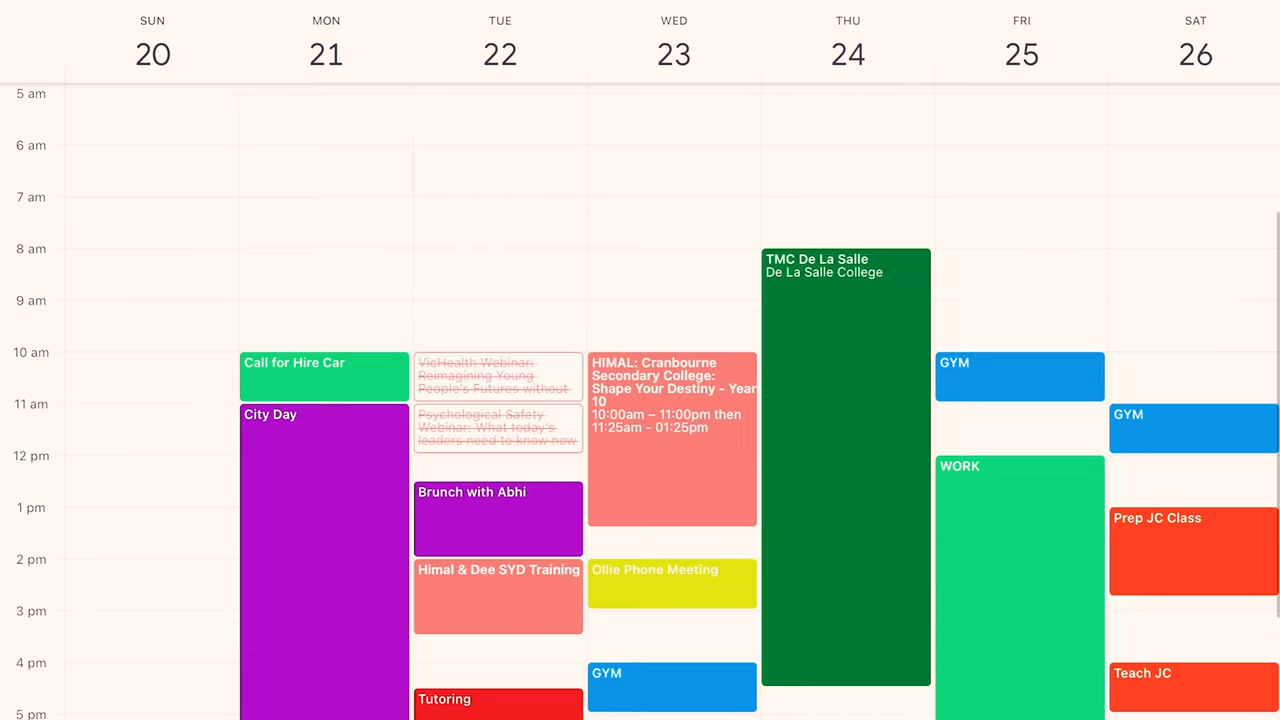 SUN
MON
TUE
WED
THU
FRI
SAT
20
21
22
23
24
25
26
5 am
6 am
7 am
8 am
9 am
10 am
11 am
12 pm
1 pm
2 pm
3 pm
4 pm
5 pm
Call for Hire Car
City Day
VicHealth Webinar:
Reimagining Young
People's Futures without
Psychological Safety
Webinar: What today's
leaders need to know now
Brunch with Abhi
Himal & Dee SYD Training
Tutoring
HIMAL: Cranbourne
Secondary College:
Shape Your Destiny - Year
10
10:00am – 11:00pm then
11:25am - 01:25pm
Ollie Phone Meeting
GYM
TMC De La Salle
De La Salle College
GYM
WORK
GYM
Prep JC Class
Teach JC